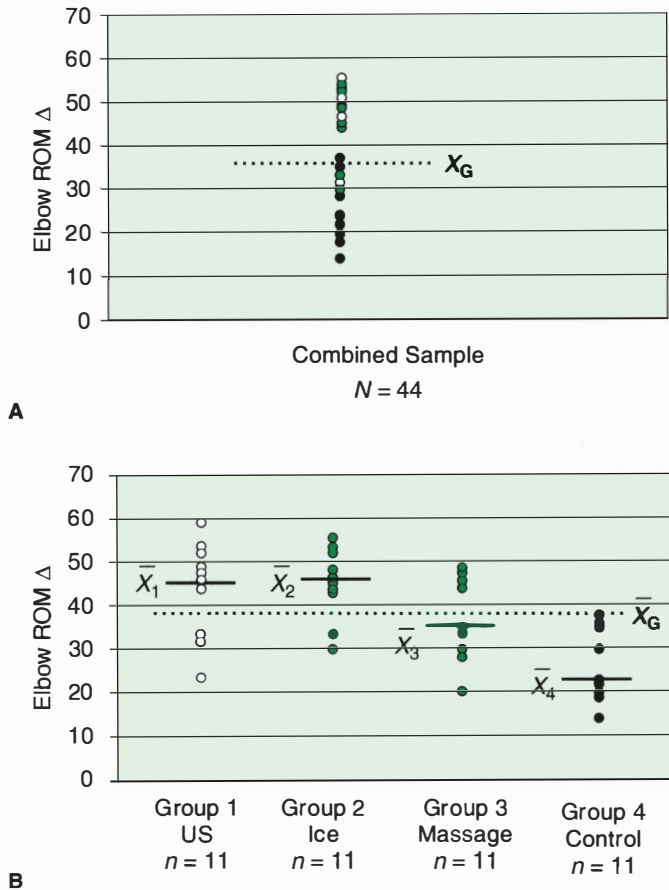 70
60
50
40
30
20
10
0
Elbow ROM Δ
X_G
Combined Sample
N = 44
A
70
60
50
40
30
20
10
0
Elbow ROM Δ
X̄₁
X̄₂
X̄₃
X̄₄
X̄_G
Group 1 Group 2 Group 3 Group 4
US Ice Massage Control
n = 11 n = 11 n = 11 n = 11
B